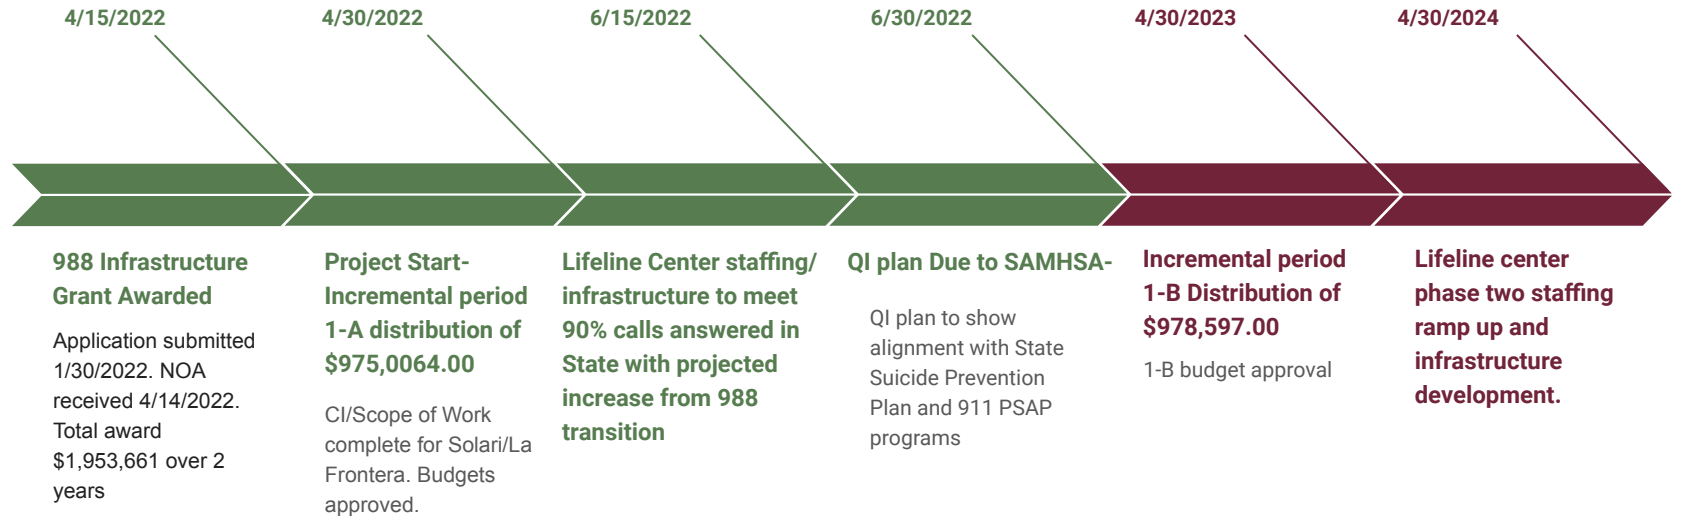 4/15/2022
4/30/2022
6/15/2022
6/30/2022
4/30/2023
4/30/2024
988 Infrastructure
Grant Awarded
Application submitted
1/30/2022. NOA
received 4/14/2022.
Total award
$1,953,661 over 2
years
Project Start-
Incremental period
1-A distribution of
$975,0064.00
CI/Scope of Work
complete for Solari/La
Frontera. Budgets
approved.
Lifeline Center staffing/
infrastructure to meet
90% calls answered in
State with projected
increase from 988
transition
QI plan Due to SAMHSA-
QI plan to show
alignment with State
Suicide Prevention
Plan and 911 PSAP
programs
Incremental period
1-B Distribution of
$978,597.00
1-B budget approval
Lifeline center
phase two staffing
ramp up and
infrastructure
development.